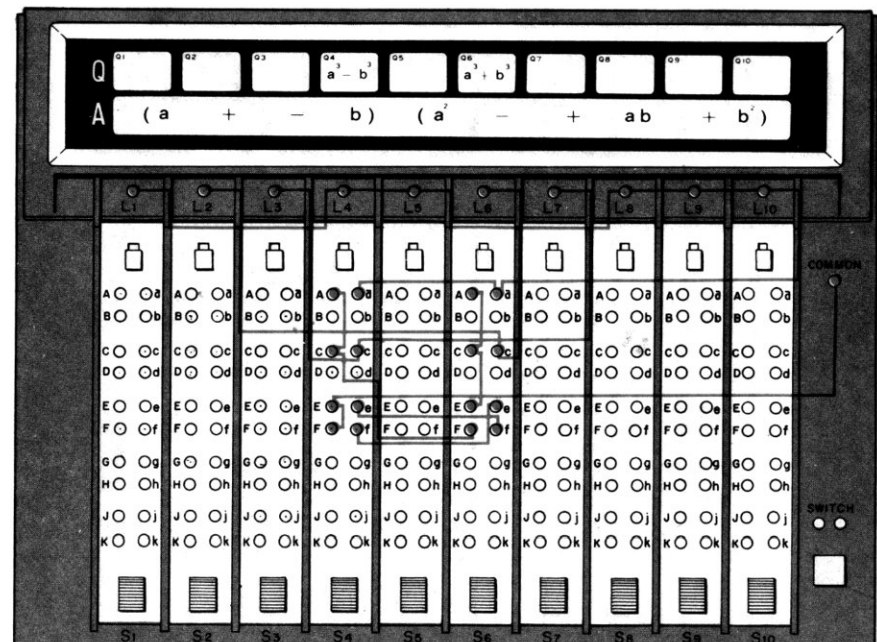 Q Q1 Q2 Q3 Q4 Q5 Q6 Q7 Q8 Q9 Q10
a³ - b³ a³ + b³
A ( a + - b ) ( a² - + ab + b² )
L1 L2 L3 L4 L5 L6 L7 L8 L9 L10
COMMON
A a A a A a A a A a A a A a A a A a A a
B b B b B b B b B b B b B b B b B b B b
C c C c C c C c C c C c C c C c C c C c
D d D d D d D d D d D d D d D d D d D d
E e E e E e E e E e E e E e E e E e E e
F f F f F f F f F f F f F f F f F f F f
G g G g G g G g G g G g G g G g G g G g
H h H h H h H h H h H h H h H h H h H h
SWITCH
J j J j J j J j J j J j J j J j J j J j
K k K k K k K k K k K k K k K k K k K k
S1 S2 S3 S4 S5 S6 S7 S8 S9 S10